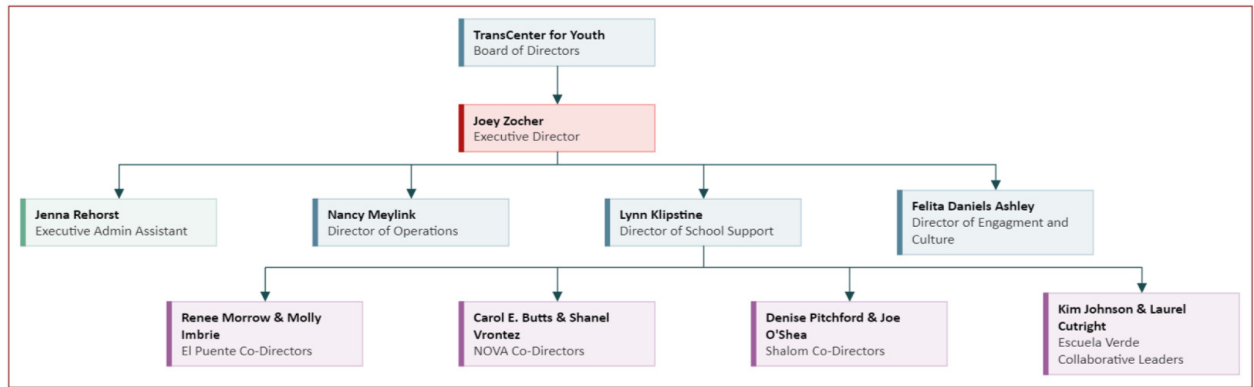 TransCenter for Youth
Board of Directors
Joey Zocher
Executive Director
Jenna Rehorst
Executive Admin Assistant
Nancy Meylink
Director of Operations
Lynn Klipstine
Director of School Support
Felita Daniels Ashley
Director of Engagment and
Culture
Renee Morrow & Molly
Imbrie
El Puente Co-Directors
Carol E. Butts & Shanel
Vrontez
NOVA Co-Directors
Denise Pitchford & Joe
O'Shea
Shalom Co-Directors
Kim Johnson & Laurel
Cutright
Escuela Verde
Collaborative Leaders